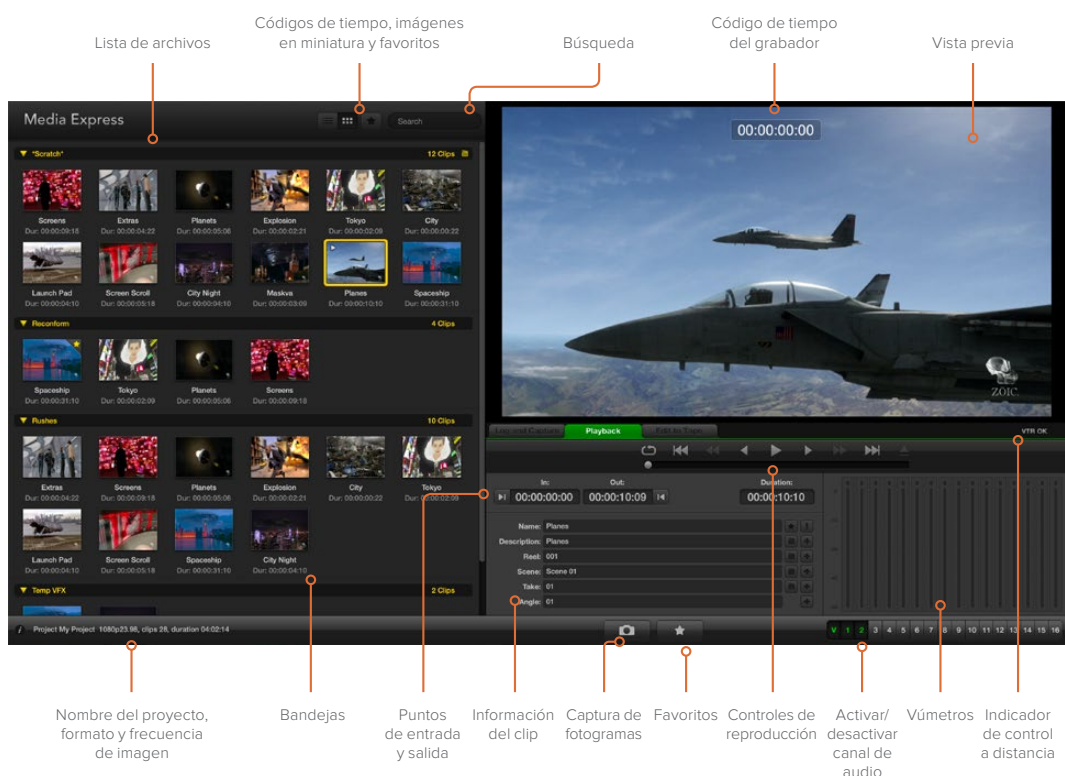 Códigos de tiempo, imágenes
en miniatura y favoritos
Código de tiempo
del grabador
Lista de archivos
Búsqueda
Vista previa
Media Express
Search
00:00:00:00
"Scratch"
12 Clips
Screens
Extras
Planets
Explosion
Tokyo
City
Dur: 00:00:09:18
Dur: 00:00:04:22
Dur: 00:00:05:06
Dur: 00:00:02:21
Dur: 00:00:02:09
Dur: 00:00:00:22
Launch Pad
Screen Scroll
City Night
Maskva
Planes
Spaceship
Dur: 00:00:04:10
Dur: 00:00:05:18
Dur: 00:00:04:10
Dur: 00:00:03:09
Dur: 00:00:10:10
Dur: 00:00:31:10
Reconform
4 Clips
Spaceship
Tokyo
Planets
Screens
Dur: 00:00:31:10
Dur: 00:00:02:09
Dur: 00:00:05:06
Dur: 00:00:09:18
ZOIC
Log and Capture
Playback
Edit to Tape
VTR OK
Rushes
10 Clips
Extras
Screens
Planets
Explosion
City
Tokyo
Dur: 00:00:04:22
Dur: 00:00:09:18
Dur: 00:00:05:06
Dur: 00:00:02:21
Dur: 00:00:00:22
Dur: 00:00:02:09
Launch Pad
Screen Scroll
Spaceship
City Night
Dur: 00:00:04:10
Dur: 00:00:05:18
Dur: 00:00:31:10
Dur: 00:00:04:10
Temp VFX
2 Clips
In:
Out:
Duration:
00:00:00:00
00:00:10:09
00:00:10:10
Name: Planes
Description: Planes
Reel: 001
Scene: Scene 01
Take: 01
Angle: 01
Project My Project 1080p23.98, clips 28, duration 04:02:14
V 1 2 3 4 5 6 7 8 9 10 11 12 13 14 15 16
Nombre del proyecto,
formato y frecuencia
de imagen
Bandejas
Puntos
de entrada
y salida
Información
del clip
Captura de
fotogramas
Favoritos
Controles de
reproducción
Activar/
desactivar
canal de
audio
Vúmetros
Indicador
de control
a distancia